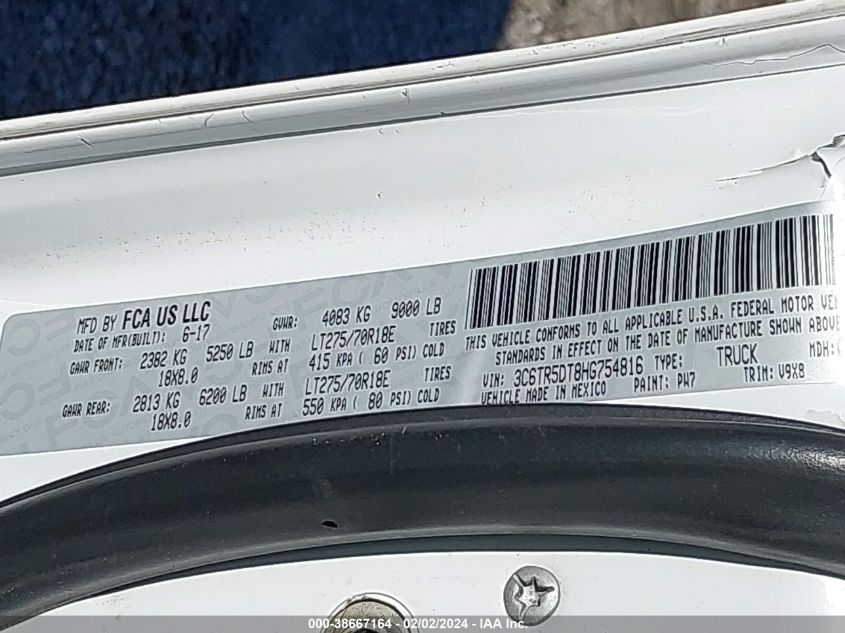 MFD BY FCA US LLC
DATE OF MFR(BUILT): 6-17 GVWR: 4083 KG 9000 LB
GAWR FRONT: 2382 KG 5250 LB WITH LT275/70R18E TIRES
18X8.0 RIMS AT 415 KPA ( 60 PSI) COLD
GAWR REAR: 2813 KG 6200 LB WITH LT275/70R18E TIRES
18X8.0 RIMS AT 550 KPA ( 80 PSI) COLD
THIS VEHICLE CONFORMS TO ALL APPLICABLE U.S.A. FEDERAL MOTOR
STANDARDS IN EFFECT ON THE DATE OF MANUFACTURE SHOWN ABOVE
VIN: 3C6TR5DT8HG754816 TYPE: TRUCK MDH:
VEHICLE MADE IN MEXICO PAINT: PW7 TRIM: V9X8
000-38667164 - 02/02/2024 - IAA Inc.